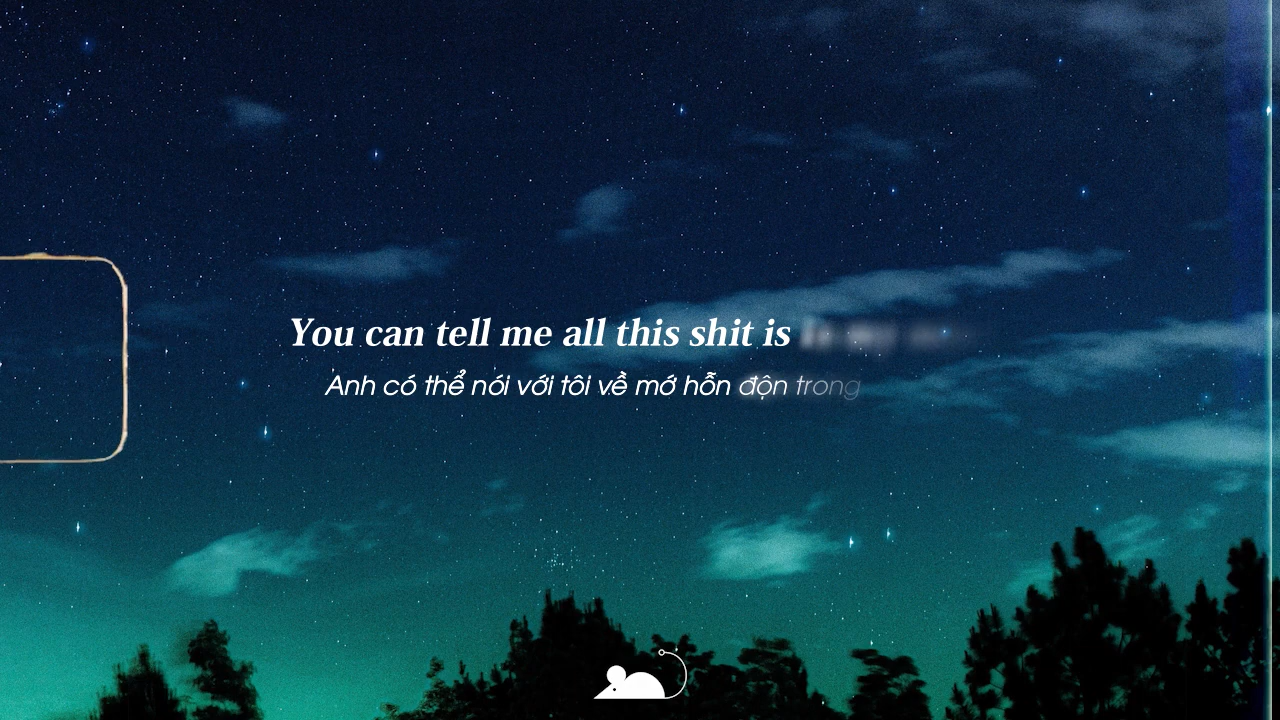 You can tell me all this shit is
Anh có thể nói với tôi về mớ hỗn độn trong